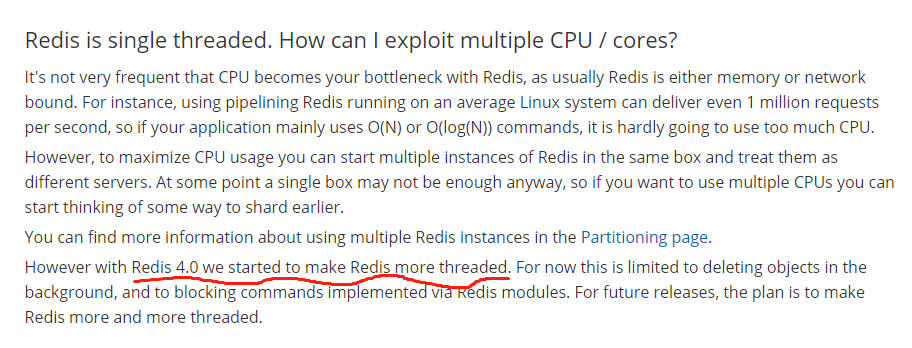 Redis is single threaded. How can I exploit multiple CPU / cores?
It's not very frequent that CPU becomes your bottleneck with Redis, as usually Redis is either memory or network
bound. For instance, using pipelining Redis running on an average Linux system can deliver even 1 million requests
per second, so if your application mainly uses O(N) or O(log(N)) commands, it is hardly going to use too much CPU.
However, to maximize CPU usage you can start multiple instances of Redis in the same box and treat them as
different servers. At some point a single box may not be enough anyway, so if you want to use multiple CPUs you can
start thinking of some way to shard earlier.
You can find more information about using multiple Redis instances in the Partitioning page.
However with Redis 4.0 we started to make Redis more threaded. For now this is limited to deleting objects in the
background, and to blocking commands implemented via Redis modules. For future releases, the plan is to make
Redis more and more threaded.